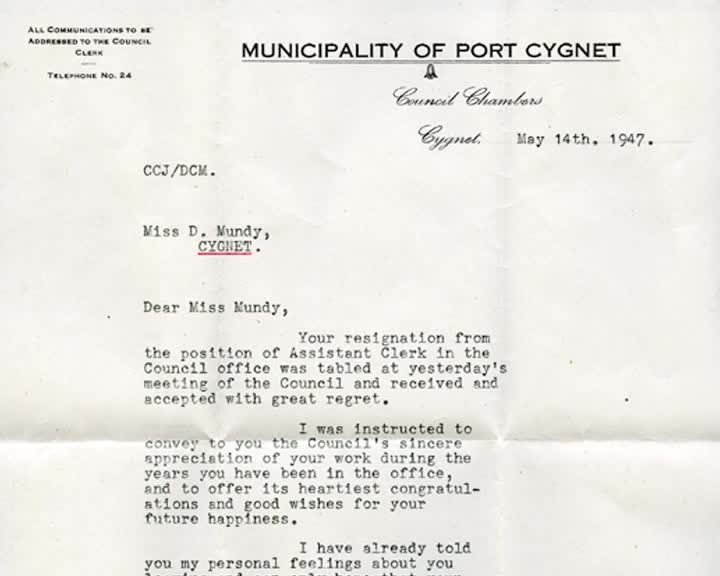 ALL COMMUNICATIONS TO BE
ADDRESSED TO THE COUNCIL
CLERK
TELEPHONE No. 24
MUNICIPALITY OF PORT CYGNET
Council Chambers
Cygnet. May 14th. 1947.
CCJ/DCM.
Miss D. Mundy,
CYGNET.
Dear Miss Mundy,
Your resignation from
the position of Assistant Clerk in the
Council office was tabled at yesterday's
meeting of the Council and received and
accepted with great regret.
I was instructed to
convey to you the Council's sincere
appreciation of your work during the
years you have been in the office,
and to offer its heartiest congratul-
ations and good wishes for your
future happiness.
I have already told
you my personal feelings about you